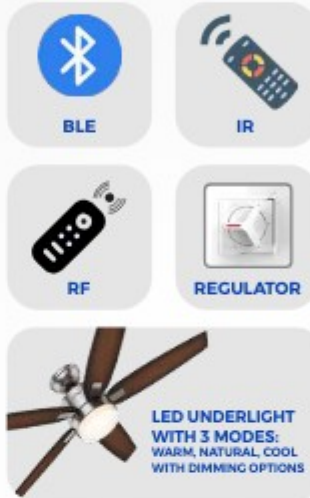 BLE
IR
RF
REGULATOR
LED UNDERLIGHT
WITH 3 MODES:
WARM, NATURAL, COOL
WITH DIMMING OPTIONS